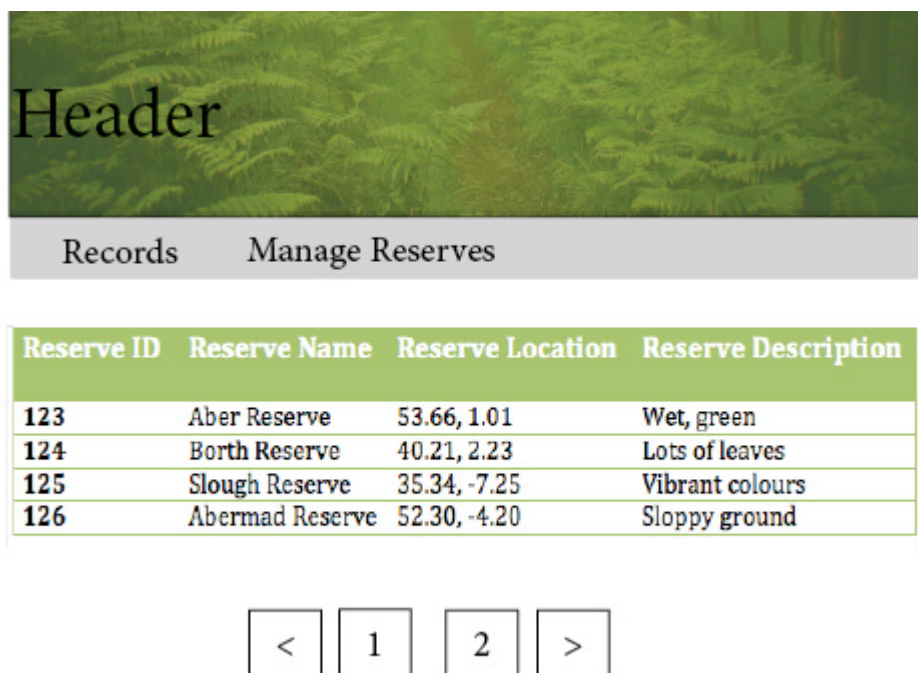 Header
Records Manage Reserves
Reserve ID Reserve Name Reserve Location Reserve Description
123 Aber Reserve 53.66, 1.01 Wet, green
124 Borth Reserve 40.21, 2.23 Lots of leaves
125 Slough Reserve 35.34, -7.25 Vibrant colours
126 Abermad Reserve 52.30, -4.20 Sloppy ground
< 1 2 >